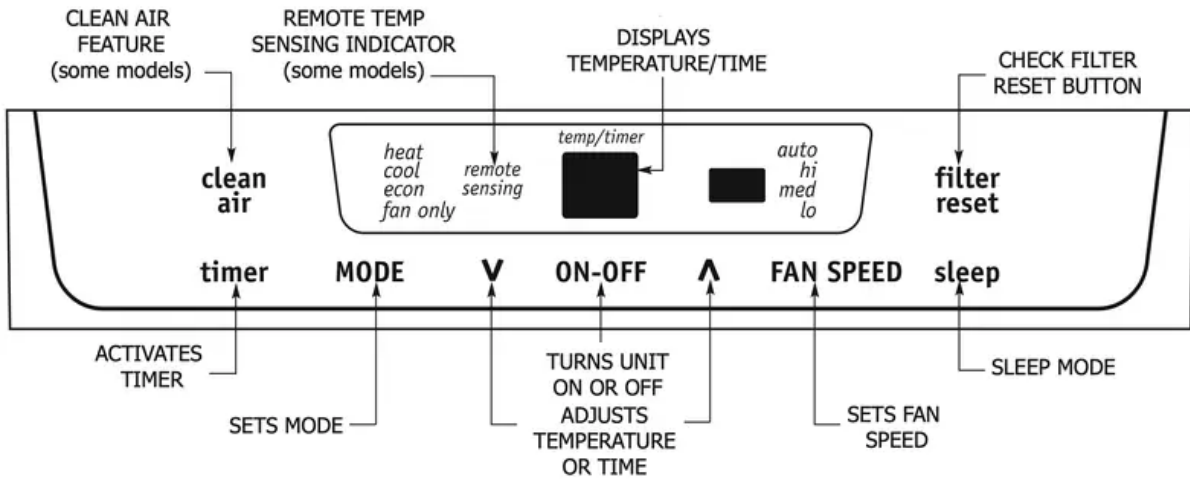 CLEAN AIR
FEATURE
(some models)
REMOTE TEMP
SENSING INDICATOR
(some models)
DISPLAYS
TEMPERATURE/TIME
CHECK FILTER
RESET BUTTON
clean
air
heat
cool
econ
fan only
remote
sensing
temp/timer
auto
hi
med
lo
filter
reset
timer
MODE
V
ON-OFF
Λ
FAN SPEED
sleep
ACTIVATES
TIMER
SETS MODE
TURNS UNIT
ON OR OFF
ADJUSTS
TEMPERATURE
OR TIME
SETS FAN
SPEED
SLEEP MODE